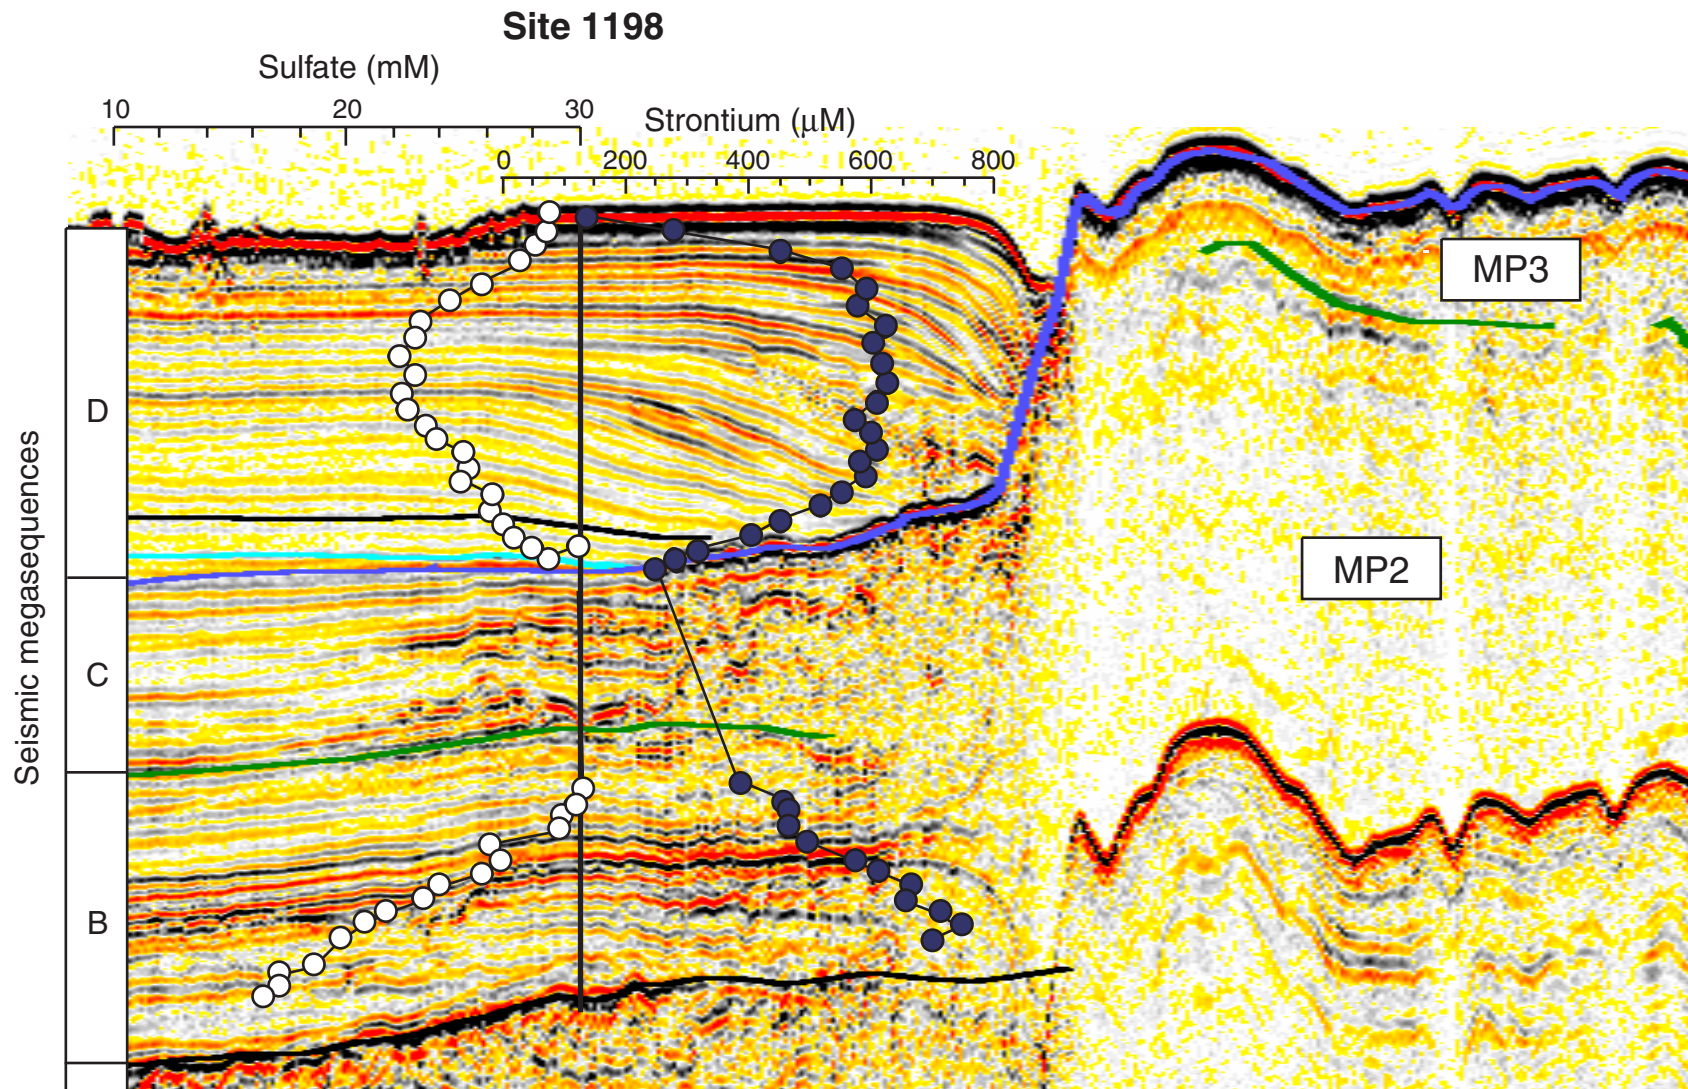 Site 1198
Sulfate (mM)
10 20 30
Strontium (µM)
0 200 400 600 800
MP3
D
MP2
Seismic megasequences
C
B